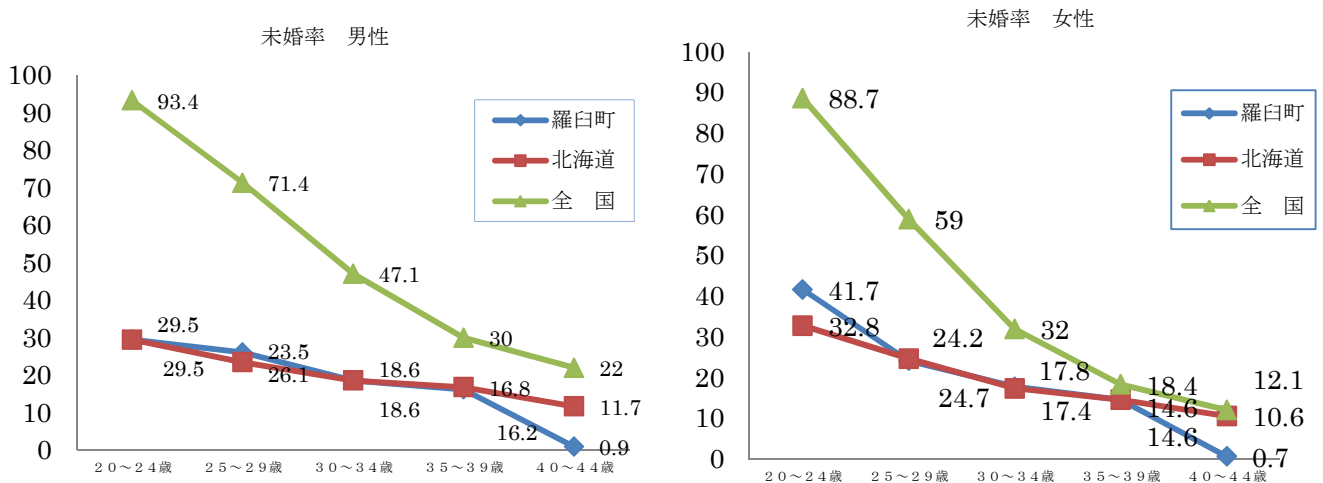 未婚率　男性
100
90
80
70
60
50
40
30
20
10
0
93.4
71.4
47.1
30
22
29.5
23.5
18.6
16.8
11.7
29.5
26.1
18.6
16.2
0.9
羅臼町
北海道
全　国
２０～２４歳
２５～２９歳
３０～３４歳
３５～３９歳
４０～４４歳
未婚率　女性
100
90
80
70
60
50
40
30
20
10
0
88.7
59
32
18.4
12.1
41.7
24.2
17.8
14.6
10.6
32.8
24.7
17.4
14.6
0.7
羅臼町
北海道
全　国
２０～２４歳
２５～２９歳
３０～３４歳
３５～３９歳
４０～４４歳